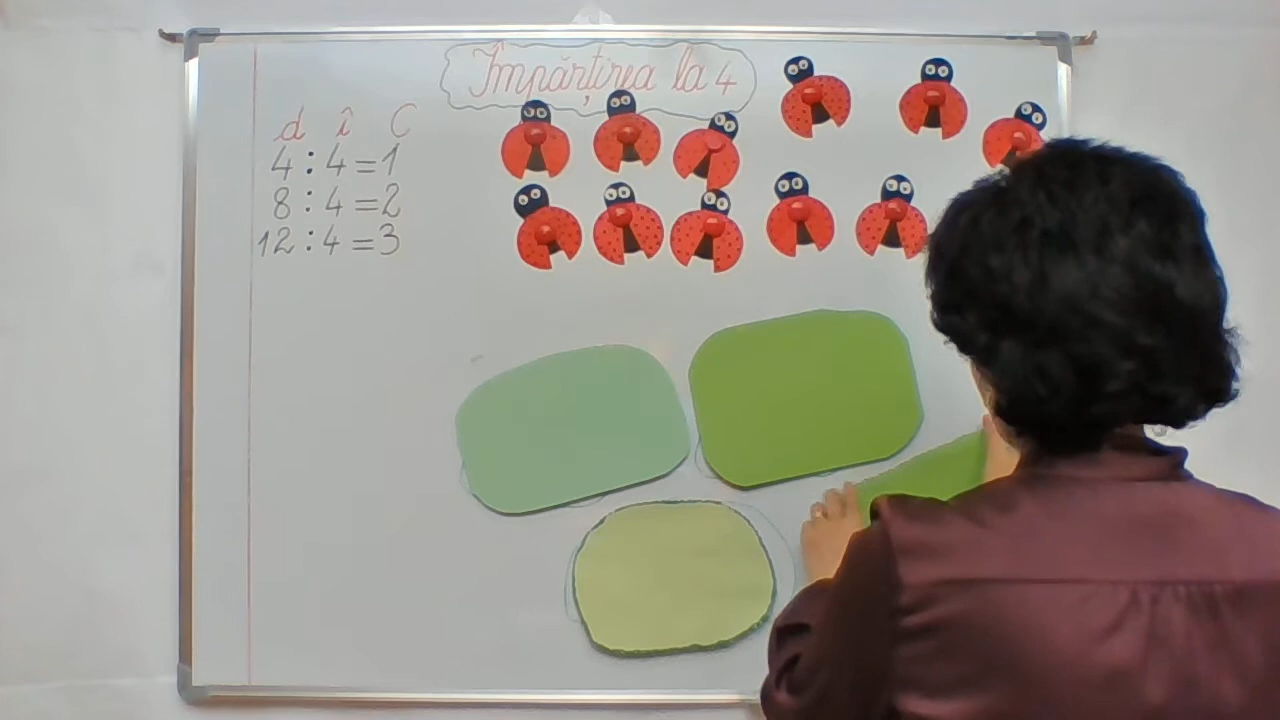 Împărțirea la 4
d î C
4 : 4 = 1
8 : 4 = 2
12 : 4 = 3